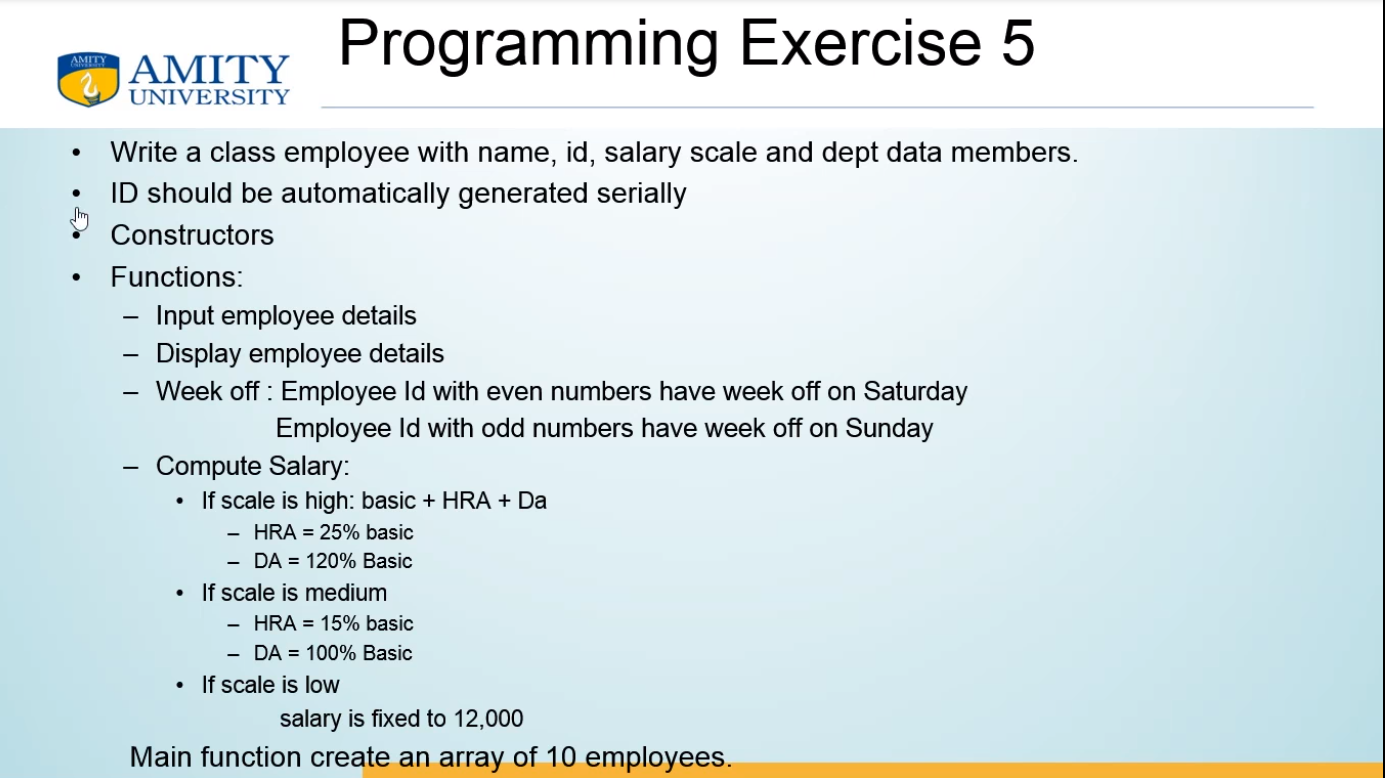 Programming Exercise 5
AMITY
AMITY
UNIVERSITY
• Write a class employee with name, id, salary scale and dept data members.
• ID should be automatically generated serially
• Constructors
• Functions:
– Input employee details
– Display employee details
– Week off : Employee Id with even numbers have week off on Saturday
Employee Id with odd numbers have week off on Sunday
– Compute Salary:
• If scale is high: basic + HRA + Da
– HRA = 25% basic
– DA = 120% Basic
• If scale is medium
– HRA = 15% basic
– DA = 100% Basic
• If scale is low
salary is fixed to 12,000
Main function create an array of 10 employees.